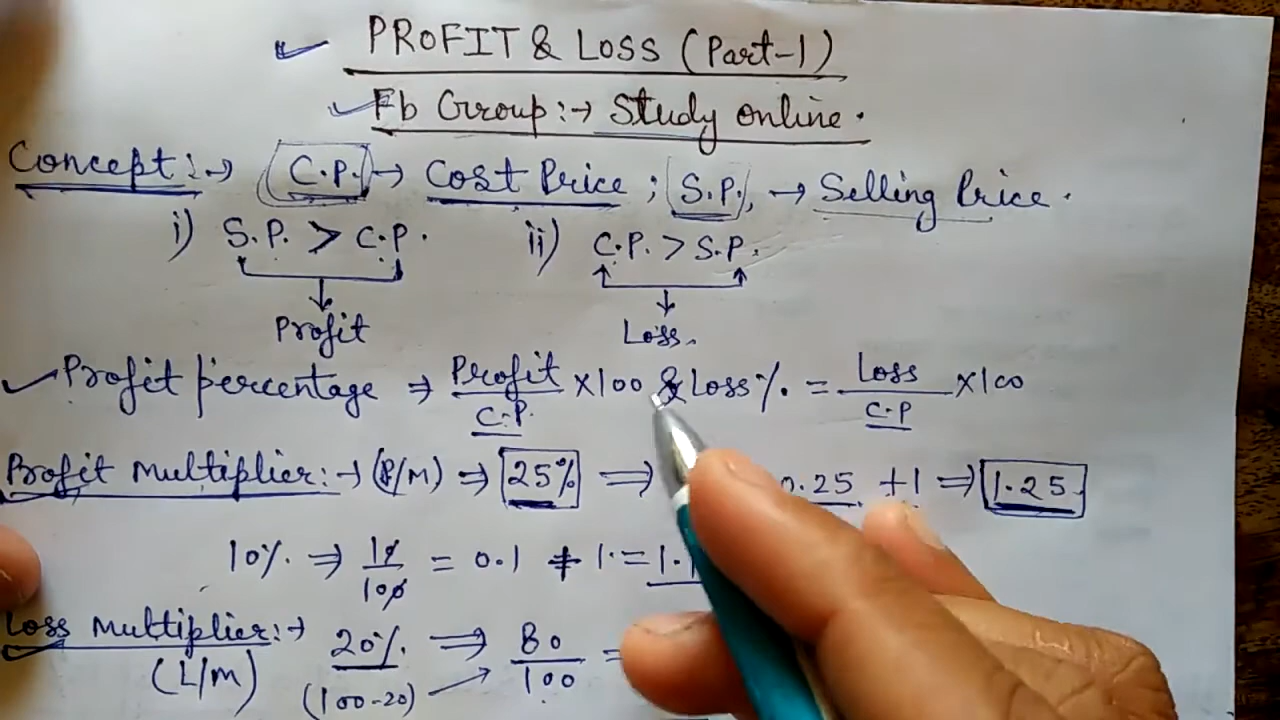 PROFIT & LOSS (Part-1)
Fb Group:→ Study online.
Concept:→ C.P. → Cost Price ; S.P. → Selling Price.
i) S.P. > C.P. ii) C.P. > S.P.
Profit Loss.
Profit percentage ⇒ Profit/C.P. ×100 & Loss% = Loss/C.P ×100
Profit Multiplier:→ (P/M) ⇒ 25% ⇒ 0.25 +1 ⇒ 1.25
10% ⇒ 10/100 = 0.1 + 1 = 1.1
Loss Multiplier:→ 20% ⇒ 80/100 =
(L/M) (100-20)